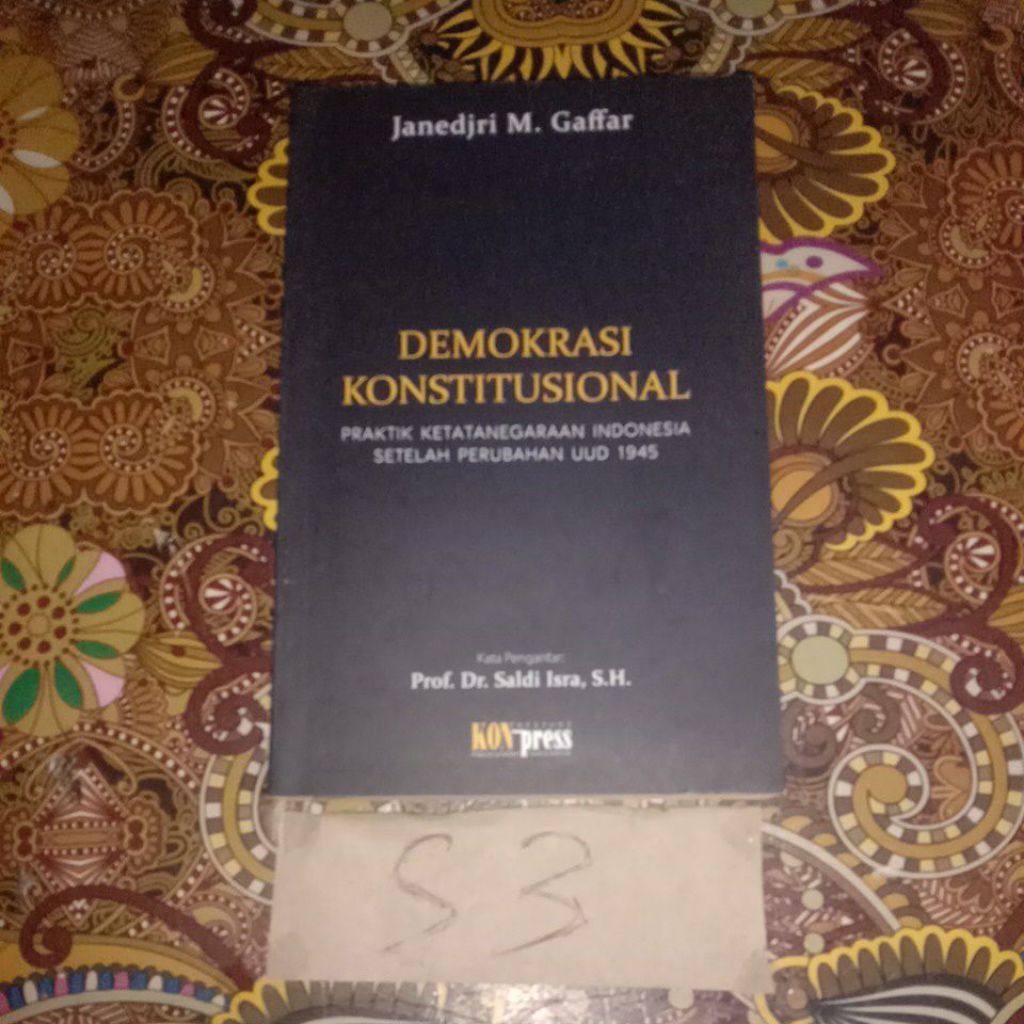 Janedjri M. Gaffar
DEMOKRASI
KONSTITUSIONAL
PRAKTIK KETATANEGARAAN INDONESIA
SETELAH PERUBAHAN UUD 1945
Kata Pengantar:
Prof. Dr. Saldi Isra, S.H.
KONpress
S3